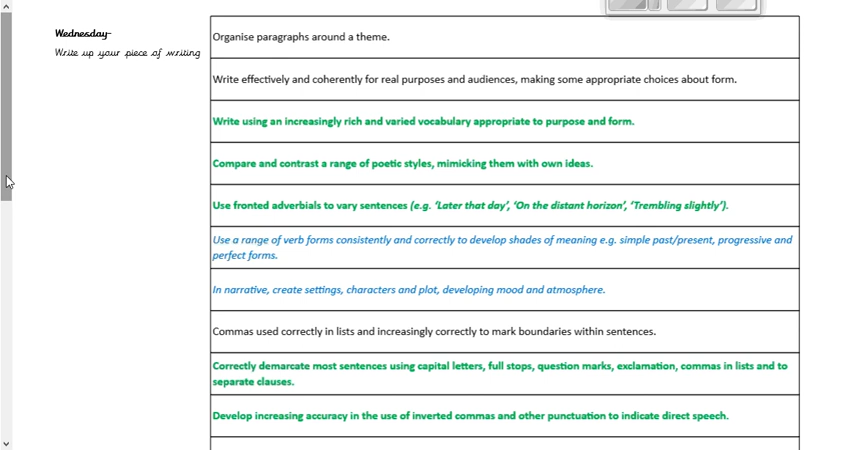 Wednesday-
Write up your piece of writing
Organise paragraphs around a theme.
Write effectively and coherently for real purposes and audiences, making some appropriate choices about form.
Write using an increasingly rich and varied vocabulary appropriate to purpose and form.
Compare and contrast a range of poetic styles, mimicking them with own ideas.
Use fronted adverbials to vary sentences (e.g. ‘Later that day’, ‘On the distant horizon’, ‘Trembling slightly’).
Use a range of verb forms consistently and correctly to develop shades of meaning e.g. simple past/present, progressive and
perfect forms.
In narrative, create settings, characters and plot, developing mood and atmosphere.
Commas used correctly in lists and increasingly correctly to mark boundaries within sentences.
Correctly demarcate most sentences using capital letters, full stops, question marks, exclamation, commas in lists and to
separate clauses.
Develop increasing accuracy in the use of inverted commas and other punctuation to indicate direct speech.